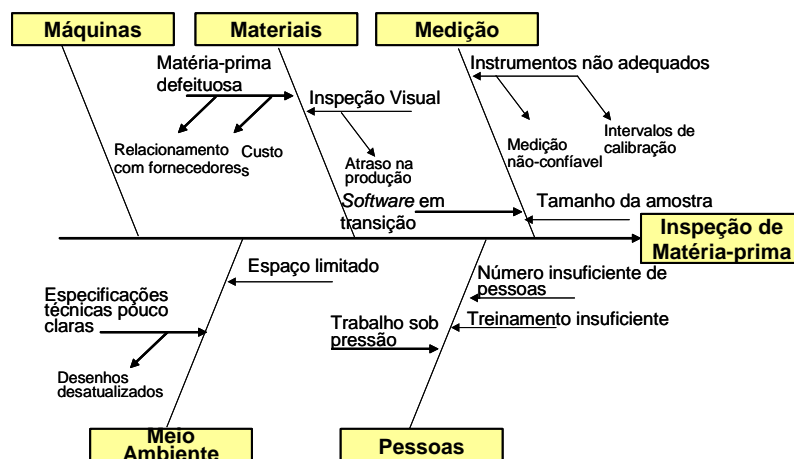 Máquinas
Materiais
Medição
Matéria-prima
defeituosa
Inspeção Visual
Instrumentos não adequados
Relacionamento
com fornecedores
Custo
s
Atraso na
produção
Medição
não-confíavel
Intervalos de
calibração
Software em
transição
Tamanho da amostra
Inspeção de
Matéria-prima
Espaço limitado
Número insuficiente de
pessoas
Especificações
técnicas pouco
claras
Trabalho sob
pressão
Treinamento insuficiente
Desenhos
desatualizados
Meio
Ambiente
Pessoas